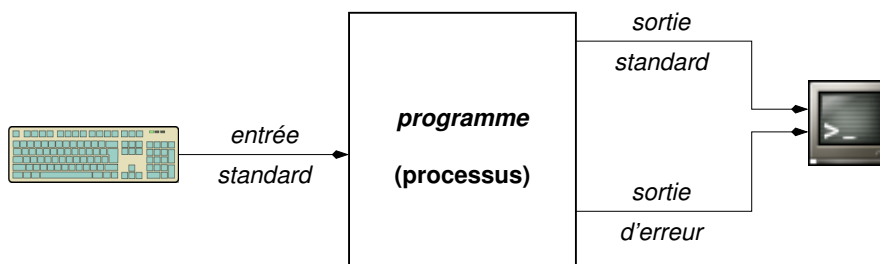 entrée
standard
programme
(processus)
sortie
standard
sortie
d'erreur
>_